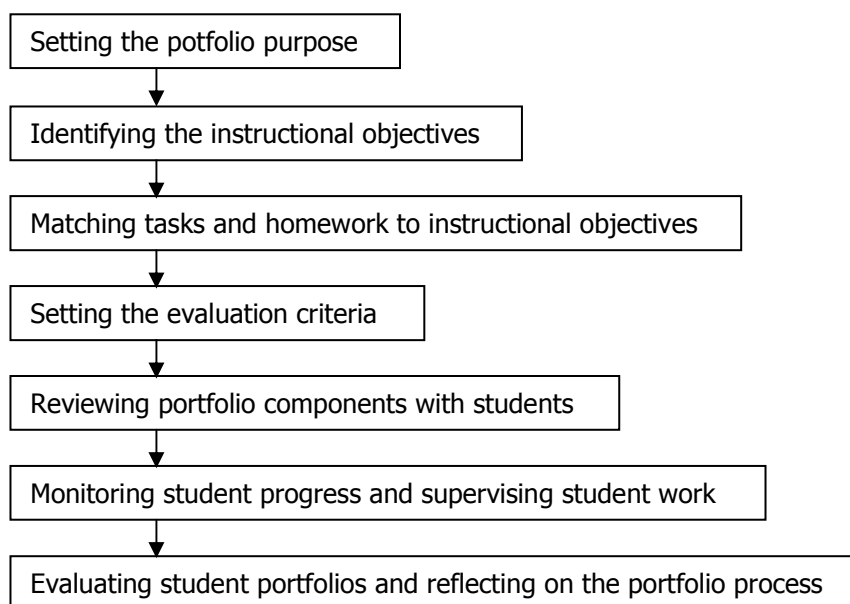 Setting the potfolio purpose
Identifying the instructional objectives
Matching tasks and homework to instructional objectives
Setting the evaluation criteria
Reviewing portfolio components with students
Monitoring student progress and supervising student work
Evaluating student portfolios and reflecting on the portfolio process